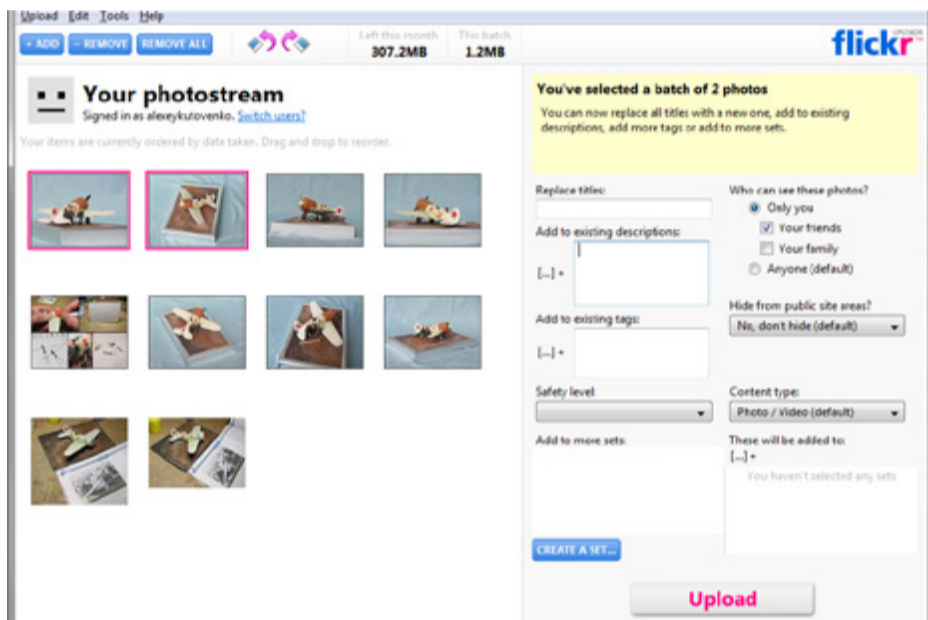 Upload Edit Tools Help
+ ADD - REMOVE REMOVE ALL
Left this month
307.2MB
This batch
1.2MB
flickr
Your photostream
Signed in as alexeykutovenko. Switch users?
Your items are currently ordered by date taken. Drag and drop to reorder.
You've selected a batch of 2 photos
You can now replace all titles with a new one, add to existing
descriptions, add more tags or add to more sets.
Replace titles:
Add to existing descriptions:
[...] +
Add to existing tags:
[...] +
Safety level:
Add to more sets:
CREATE A SET...
Who can see these photos?
Only you
Your friends
Your family
Anyone (default)
Hide from public site areas?
No, don't hide (default)
Content type:
Photo / Video (default)
These will be added to:
[...] +
You haven't selected any sets
Upload